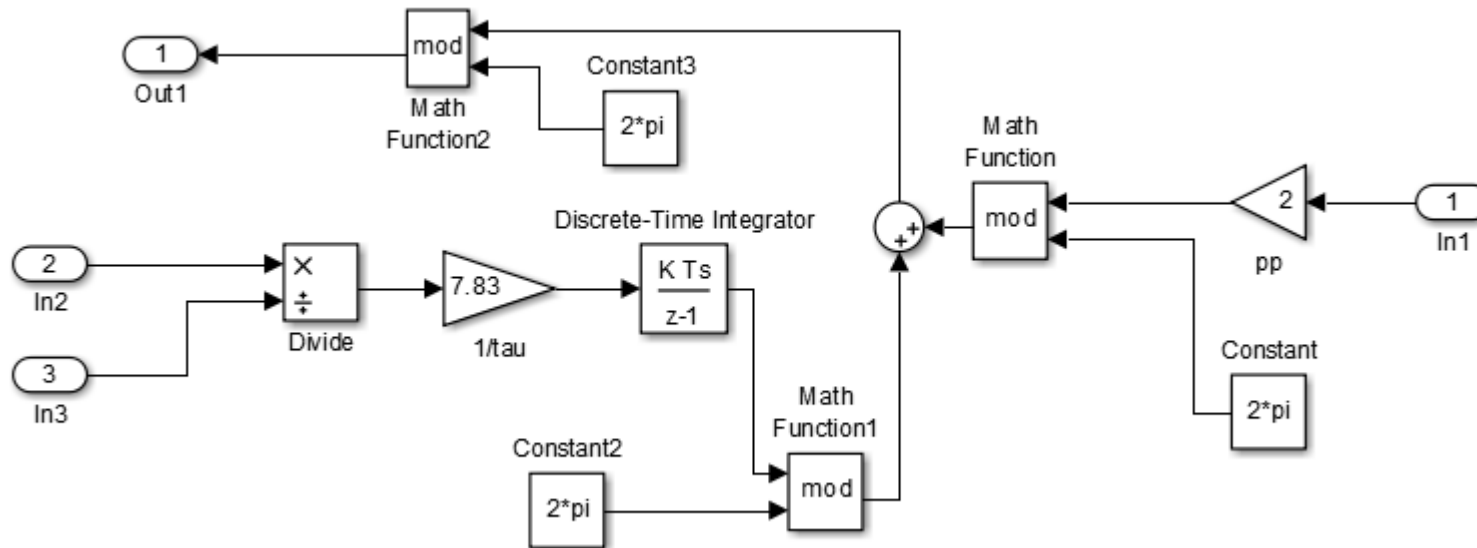 1
Out1
mod
Math
Function2
Constant3
2*pi
Math
Function
mod
2
pp
1
In1
Constant
2*pi
2
In2
3
In3
×
÷
Divide
7.83
1/tau
Discrete-Time Integrator
K Ts
z-1
+
+
Math
Function1
mod
Constant2
2*pi